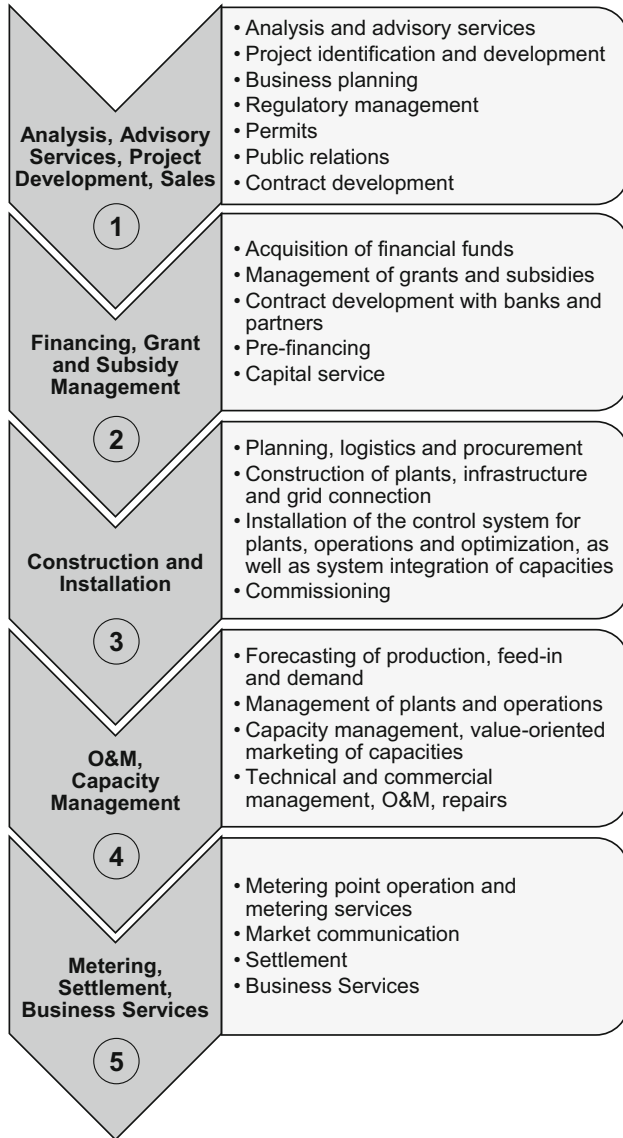 Analysis, Advisory
Services, Project
Development, Sales
1
• Analysis and advisory services
• Project identification and development
• Business planning
• Regulatory management
• Permits
• Public relations
• Contract development
Financing, Grant
and Subsidy
Management
2
• Acquisition of financial funds
• Management of grants and subsidies
• Contract development with banks and
partners
• Pre-financing
• Capital service
Construction and
Installation
3
• Planning, logistics and procurement
• Construction of plants, infrastructure
and grid connection
• Installation of the control system for
plants, operations and optimization, as
well as system integration of capacities
• Commissioning
O&M,
Capacity
Management
4
• Forecasting of production, feed-in
and demand
• Management of plants and operations
• Capacity management, value-oriented
marketing of capacities
• Technical and commercial
management, O&M, repairs
Metering,
Settlement,
Business Services
5
• Metering point operation and
metering services
• Market communication
• Settlement
• Business Services